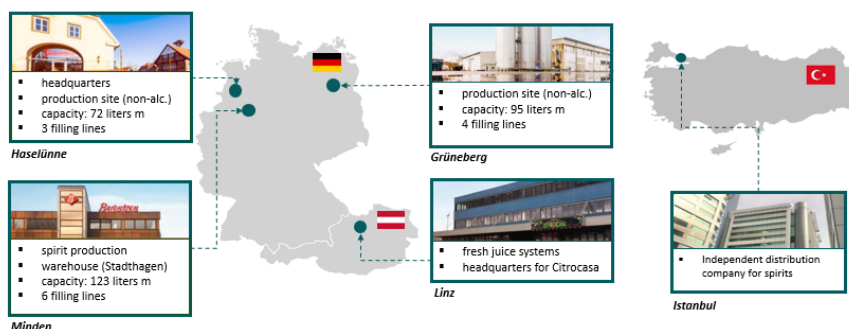 headquarters
production site (non-alc.)
capacity: 72 liters m
3 filling lines
Haselünne
production site (non-alc.)
capacity: 95 liters m
4 filling lines
Grüneberg
Berentzen
spirit production
warehouse (Stadthagen)
capacity: 123 liters m
6 filling lines
Minden
fresh juice systems
headquarters for Citrocasa
Linz
Independent distribution
company for spirits
Istanbul